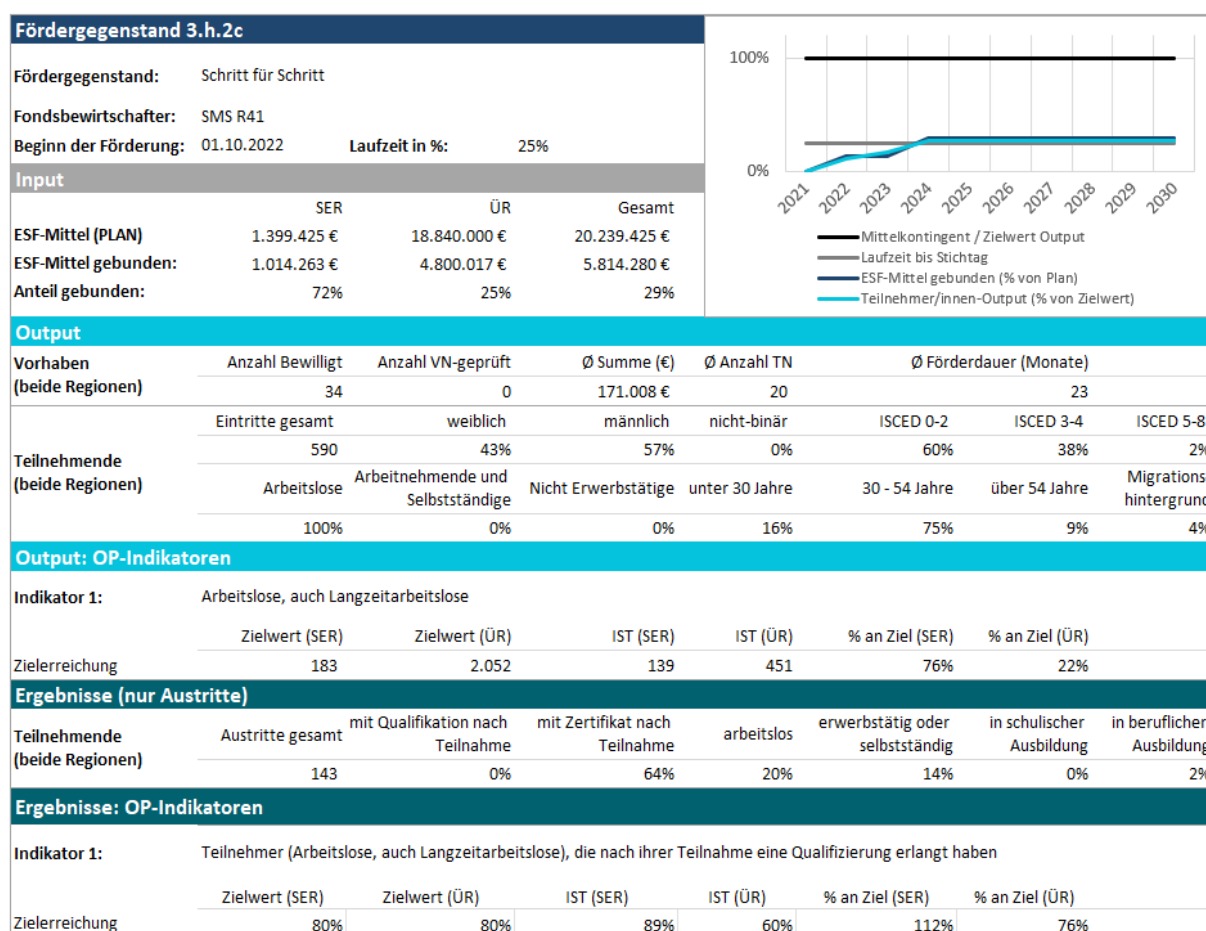 Fördergegenstand 3.h.2c
Fördergegenstand: Schritt für Schritt
Fondsbewirtschafter: SMS R41
Beginn der Förderung: 01.10.2022 Laufzeit in %: 25%
100%
0%
2021 2022 2023 2024 2025 2026 2027 2028 2029 2030
Mittelkontingent / Zielwert Output
Laufzeit bis Stichtag
ESF-Mittel gebunden (% von Plan)
Teilnehmer/innen-Output (% von Zielwert)
Input
SER ÜR Gesamt
ESF-Mittel (PLAN) 1.399.425 € 18.840.000 € 20.239.425 €
ESF-Mittel gebunden: 1.014.263 € 4.800.017 € 5.814.280 €
Anteil gebunden: 72% 25% 29%
Output
Vorhaben (beide Regionen) Anzahl Bewilligt Anzahl VN-geprüft Ø Summe (€) Ø Anzahl TN Ø Förderdauer (Monate)
34 0 171.008 € 20 23
Teilnehmende (beide Regionen) Eintritte gesamt weiblich männlich nicht-binär ISCED 0-2 ISCED 3-4 ISCED 5-8
590 43% 57% 0% 60% 38% 2%
Arbeitslose Arbeitnehmende und Selbstständige Nicht Erwerbstätige unter 30 Jahre 30 - 54 Jahre über 54 Jahre Migrations- hintergrund
100% 0% 0% 16% 75% 9% 4%
Output: OP-Indikatoren
Indikator 1: Arbeitslose, auch Langzeitarbeitslose
Zielwert (SER) Zielwert (ÜR) IST (SER) IST (ÜR) % an Ziel (SER) % an Ziel (ÜR)
Zielerreichung 183 2.052 139 451 76% 22%
Ergebnisse (nur Austritte)
Teilnehmende (beide Regionen) Austritte gesamt mit Qualifikation nach Teilnahme mit Zertifikat nach Teilnahme arbeitslos erwerbstätig oder selbstständig in schulischer Ausbildung in beruflicher Ausbildung
143 0% 64% 20% 14% 0% 2%
Ergebnisse: OP-Indikatoren
Indikator 1: Teilnehmer (Arbeitslose, auch Langzeitarbeitslose), die nach ihrer Teilnahme eine Qualifizierung erlangt haben
Zielwert (SER) Zielwert (ÜR) IST (SER) IST (ÜR) % an Ziel (SER) % an Ziel (ÜR)
Zielerreichung 80% 80% 89% 60% 112% 76%